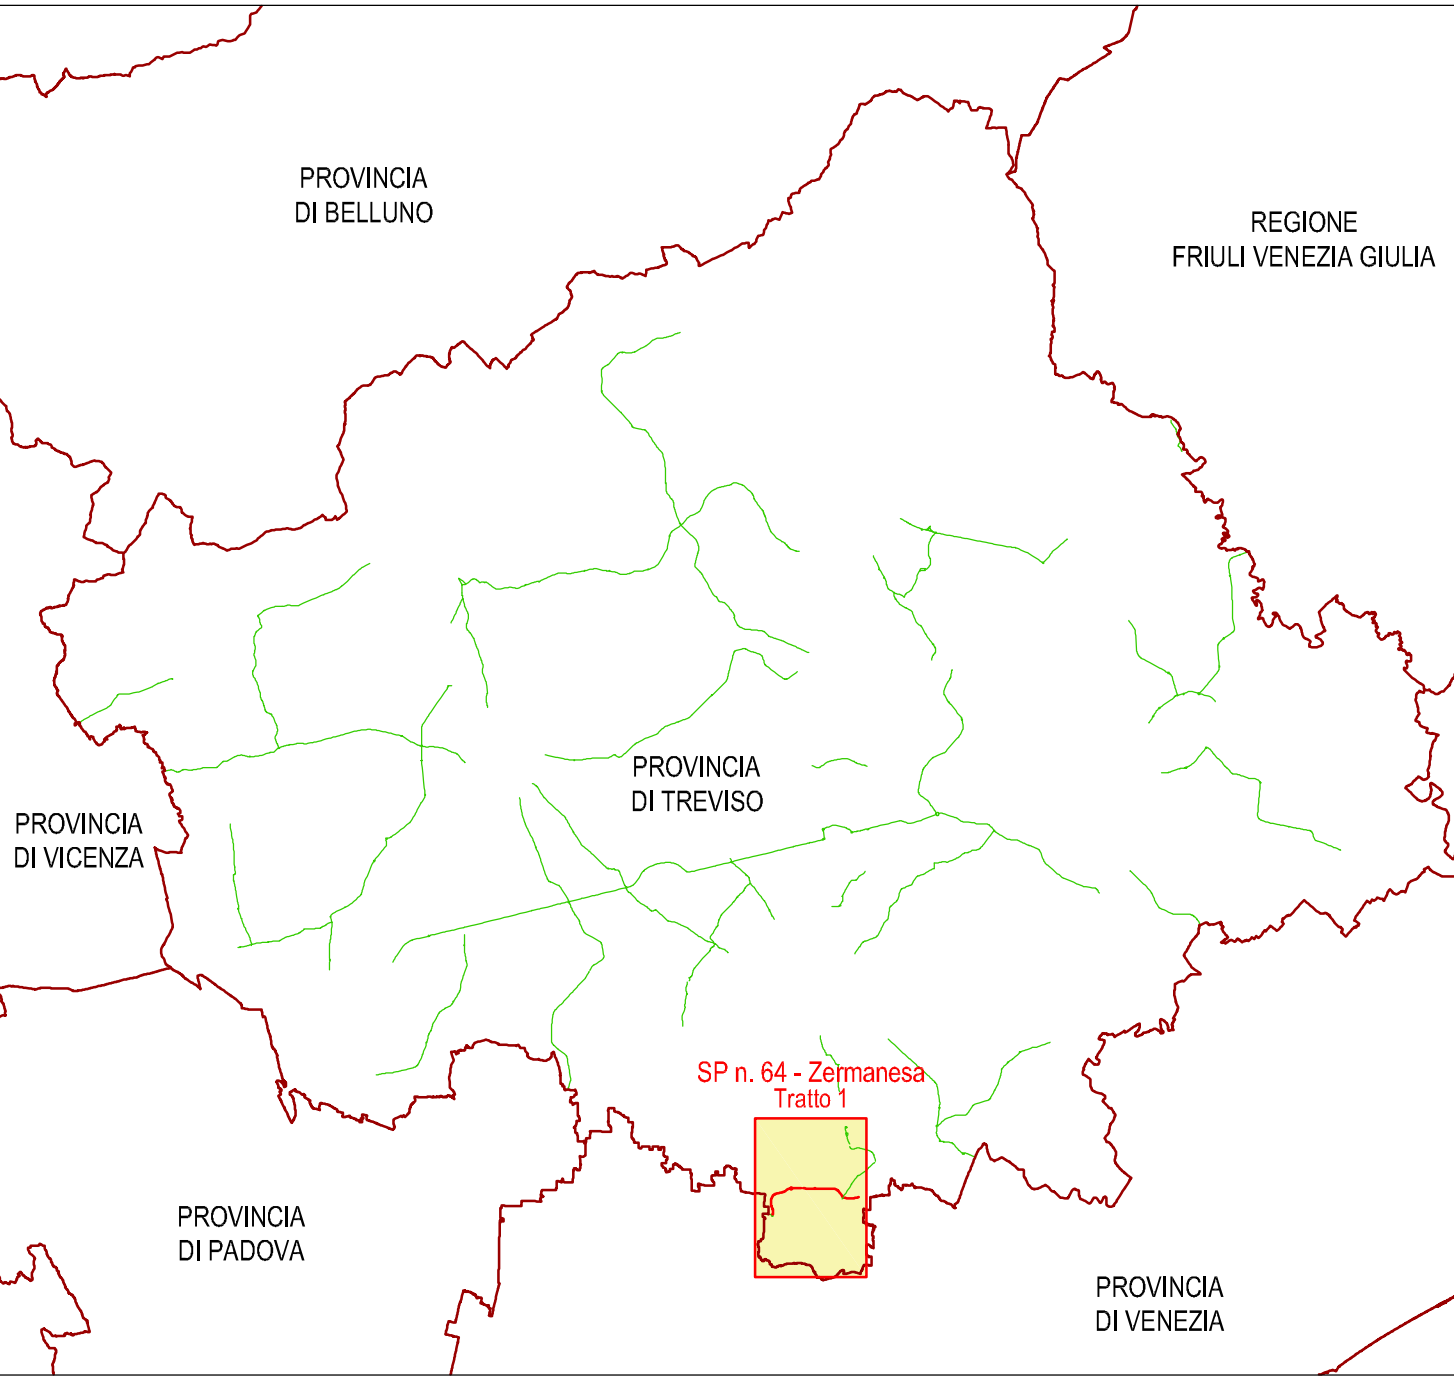 PROVINCIA
DI BELLUNO
REGIONE
FRIULI VENEZIA GIULIA
PROVINCIA
DI TREVISO
PROVINCIA
DI VICENZA
SP n. 64 - Zermanesa
Tratto 1
PROVINCIA
DI PADOVA
PROVINCIA
DI VENEZIA